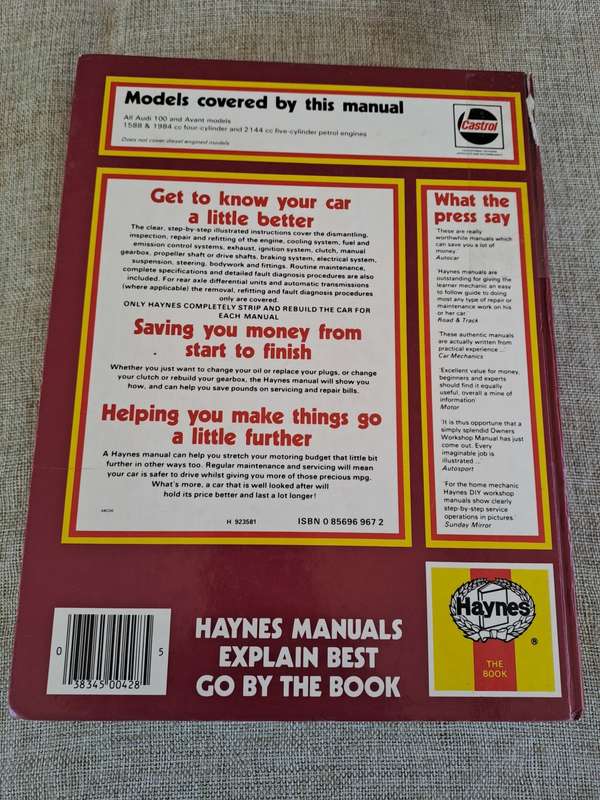 Models covered by this manual
All Audi 100 and Avant models
1588 & 1984 cc four-cylinder and 2144 cc five-cylinder petrol engines
Does not cover diesel engined models
Castrol
Get to know your car
a little better
The clear, step-by-step illustrated instructions cover the dismantling,
inspection, repair and refitting of the engine, cooling system, fuel and
emission control systems, exhaust, ignition system, clutch, manual
gearbox, propeller shaft or drive shafts, braking system, electrical system,
suspension, steering, bodywork and fittings. Routine maintenance,
complete specifications and detailed fault diagnosis procedures are also
included. For rear axle differential units and automatic transmissions
(where applicable) the removal, refitting and fault diagnosis procedures
only are covered.
ONLY HAYNES COMPLETELY STRIP AND REBUILD THE CAR FOR
EACH MANUAL
Saving you money from
start to finish
Whether you just want to change your oil or replace your plugs, or change
your clutch or rebuild your gearbox, the Haynes manual will show you
how, and can help you save pounds on servicing and repair bills.
Helping you make things go
a little further
A Haynes manual can help you stretch your motoring budget that little bit
further in other ways too. Regular maintenance and servicing will mean
your car is safer to drive whilst giving you more of those precious mpg.
What's more, a car that is well looked after will
hold its price better and last a lot longer!
H 923581
ISBN 0 85696 967 2
What the
press say
'These are really
worthwhile manuals which
can save you a lot of
money'
Autocar
'Haynes manuals are
outstanding for giving the
learner mechanic an easy
to follow guide to doing
most any type of repair or
maintenance work on his
or her car.'
Road & Track
'These authentic manuals
are actually written from
practical experience ...'
Car Mechanics
'Excellent value for money,
beginners and experts
should find it equally
useful, overall a mine of
information'
Motor
'It is thus opportune that a
simply splendid Owners
Workshop Manual has just
come out. Every
imaginable job is
illustrated ...'
Autosport
'For the home mechanic
Haynes DIY workshop
manuals show clearly
step-by-step service
operations in pictures.'
Sunday Mirror
0 38345 00428 5
HAYNES MANUALS
EXPLAIN BEST
GO BY THE BOOK
Haynes
®
THE
BOOK